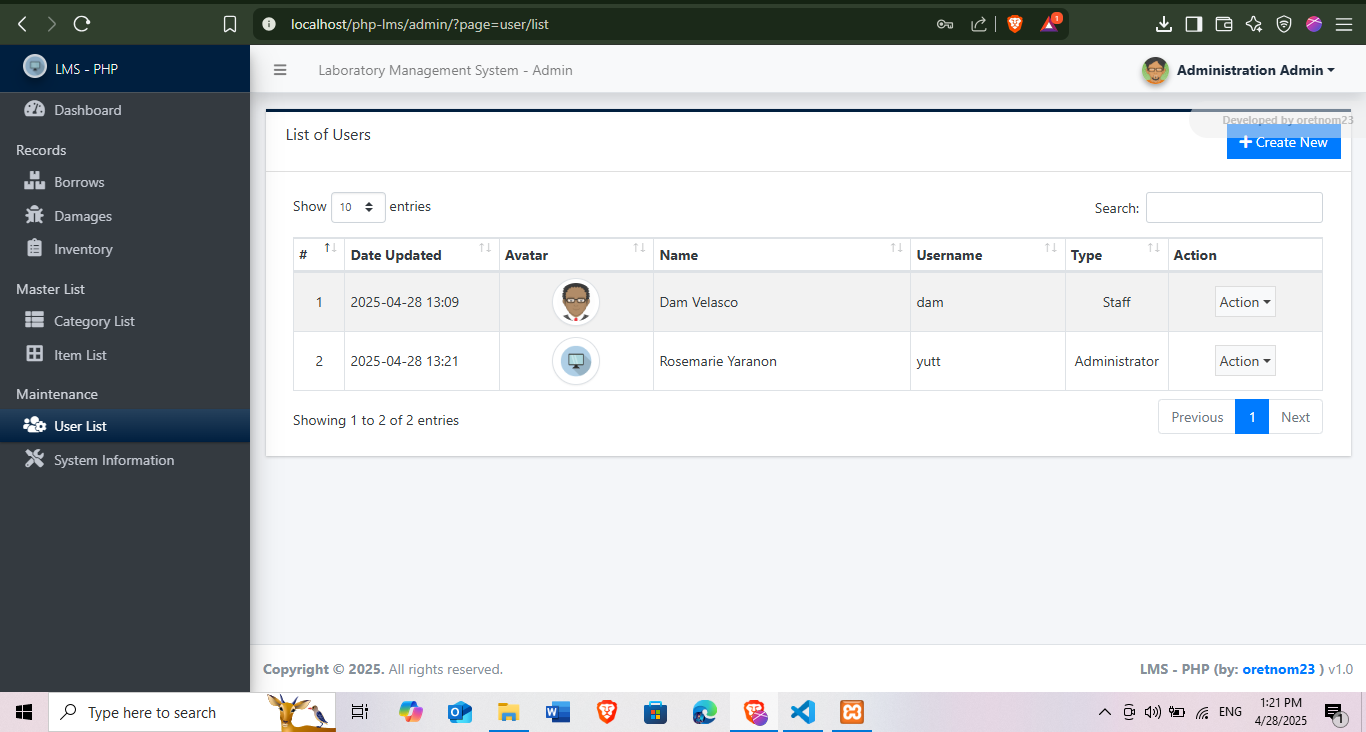 localhost/php-lms/admin/?page=user/list
1
LMS - PHP
Laboratory Management System - Admin
Administration Admin
Dashboard
Records
Borrows
Damages
Inventory
Master List
Category List
Item List
Maintenance
User List
System Information
Developed by oretnom23
List of Users
Create New
Show 10 entries
Search:
# Date Updated Avatar Name Username Type Action
1 2025-04-28 13:09 Dam Velasco dam Staff Action
2 2025-04-28 13:21 Rosemarie Yaranon yutt Administrator Action
Showing 1 to 2 of 2 entries
Previous 1 Next
Copyright © 2025. All rights reserved.
LMS - PHP (by: oretnom23 ) v1.0
Type here to search
ENG
1:21 PM
4/28/2025
1